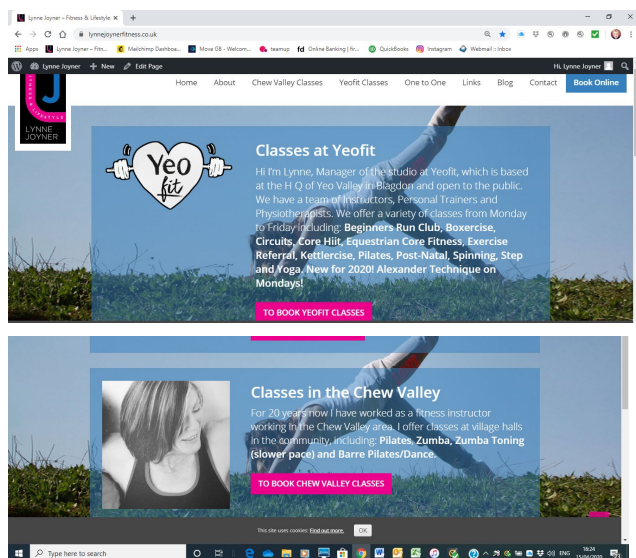 Lynne Joyner – Fitness & Lifestyle
lynnejoynerfitness.co.uk
Apps Lynne Joyner – Fitn... Mailchimp Dashboa... Move GB - Welcom... teamup fd Online Banking | fir... QuickBooks Instagram Webmail :: Inbox
Lynne Joyner + New Edit Page Hi, Lynne Joyner
Home About Chew Valley Classes Yeofit Classes One to One Links Blog Contact Book Online
FITNESS & LIFESTYLE
LYNNE
JOYNER
Yeo
fit
Classes at Yeofit
Hi I'm Lynne, Manager of the studio at Yeofit, which is based
at the H Q of Yeo Valley in Blagdon and open to the public.
We have a team of Instructors, Personal Trainers and
Physiotherapists. We offer a variety of classes from Monday
to Friday including: Beginners Run Club, Boxercise,
Circuits, Core Hiit, Equestrian Core Fitness, Exercise
Referral, Kettlercise, Pilates, Post-Natal, Spinning, Step
and Yoga. New for 2020! Alexander Technique on
Mondays!
TO BOOK YEOFIT CLASSES
Classes in the Chew Valley
For 20 years now I have worked as a fitness instructor
working in the Chew Valley area. I offer classes at village halls
in the community, including: Pilates, Zumba, Zumba Toning
(slower pace) and Barre Pilates/Dance.
TO BOOK CHEW VALLEY CLASSES
This site uses cookies: Find out more. OK
Type here to search
ENG
16:24
15/04/2020